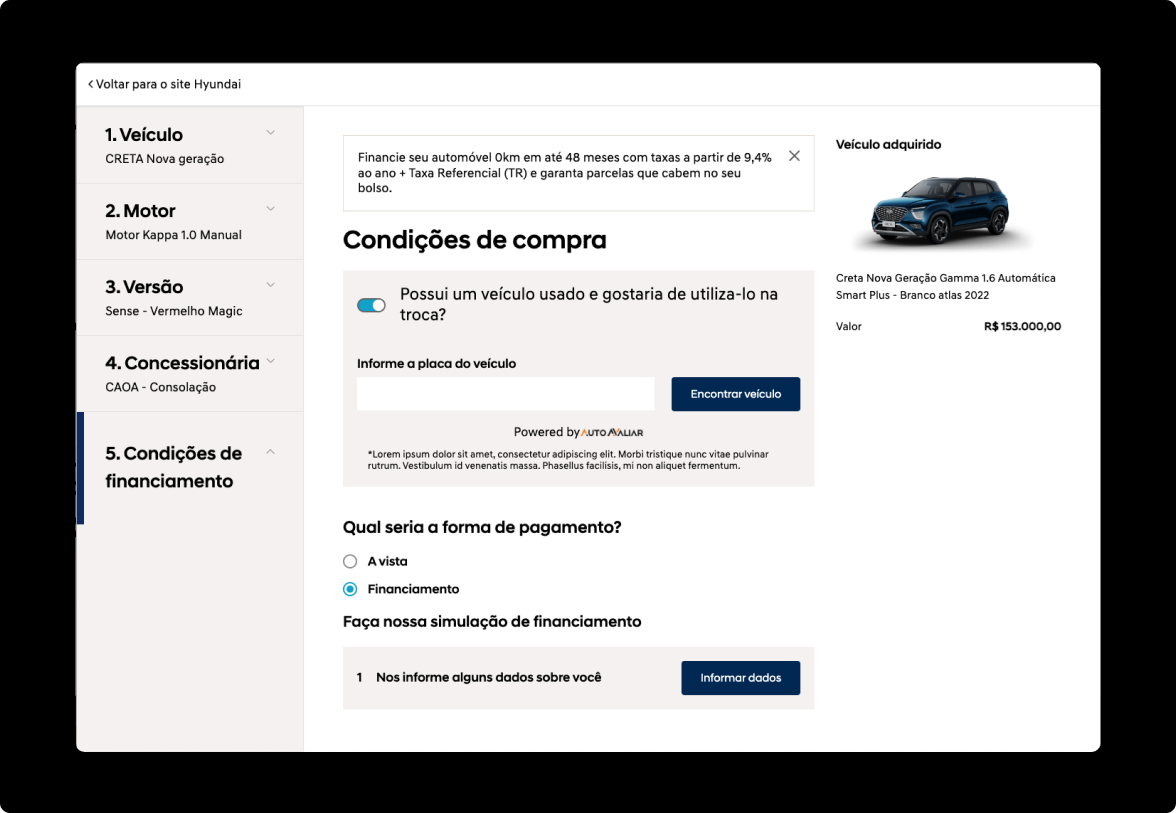 Voltar para o site Hyundai
1. Veículo
CRETA Nova geração
2. Motor
Motor Kappa 1.0 Manual
3. Versão
Sense - Vermelho Magic
4. Concessionária
CAOA - Consolação
5. Condições de
financiamento
Financie seu automóvel 0km em até 48 meses com taxas a partir de 9,4%
ao ano + Taxa Referencial (TR) e garanta parcelas que cabem no seu
bolso.
Condições de compra
Possui um veículo usado e gostaria de utiliza-lo na
troca?
Informe a placa do veículo
Encontrar veículo
Powered by AUTO AVALIAR
*Lorem ipsum dolor sit amet, consectetur adipiscing elit. Morbi tristique nunc vitae pulvinar
rutrum. Vestibulum id venenatis massa. Phasellus facilisis, mi non aliquet fermentum.
Qual seria a forma de pagamento?
A vista
Financiamento
Faça nossa simulação de financiamento
1 Nos informe alguns dados sobre você
Informar dados
Veículo adquirido
Creta Nova Geração Gamma 1.6 Automática
Smart Plus - Branco atlas 2022
Valor R$ 153.000,00